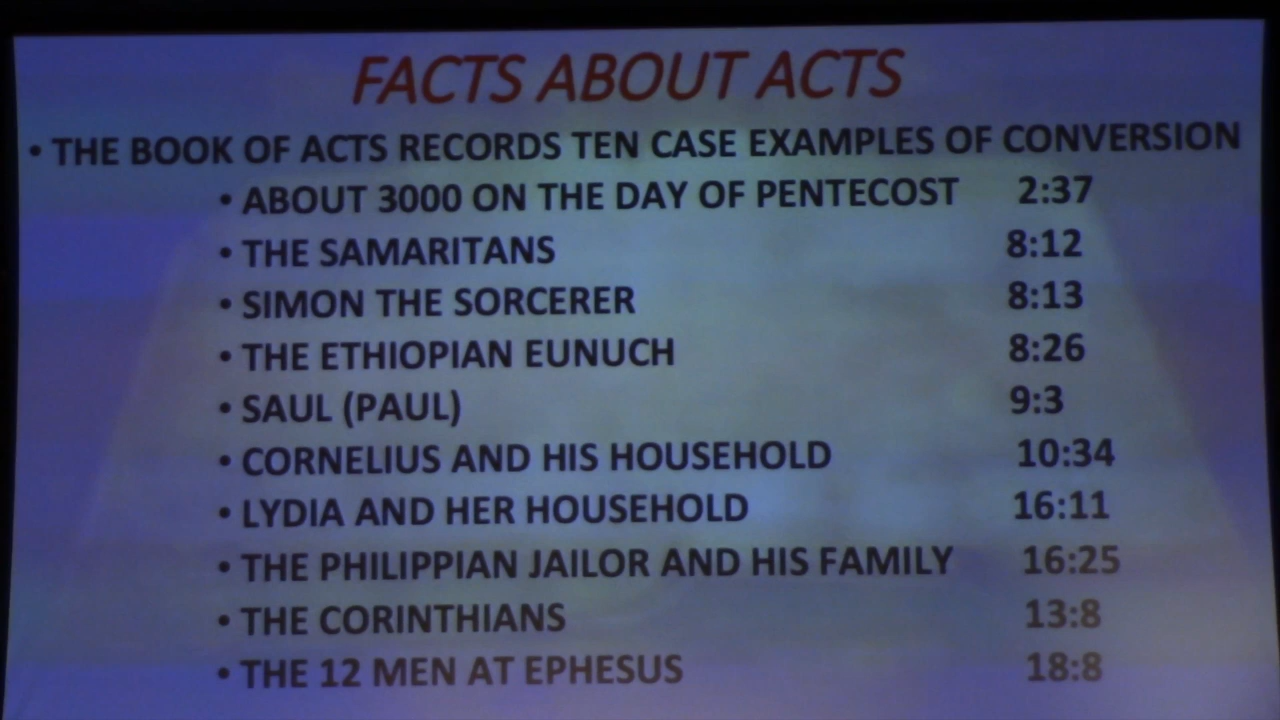 FACTS ABOUT ACTS
• THE BOOK OF ACTS RECORDS TEN CASE EXAMPLES OF CONVERSION
• ABOUT 3000 ON THE DAY OF PENTECOST 2:37
• THE SAMARITANS 8:12
• SIMON THE SORCERER 8:13
• THE ETHIOPIAN EUNUCH 8:26
• SAUL (PAUL) 9:3
• CORNELIUS AND HIS HOUSEHOLD 10:34
• LYDIA AND HER HOUSEHOLD 16:11
• THE PHILIPPIAN JAILOR AND HIS FAMILY 16:25
• THE CORINTHIANS 13:8
• THE 12 MEN AT EPHESUS 18:8